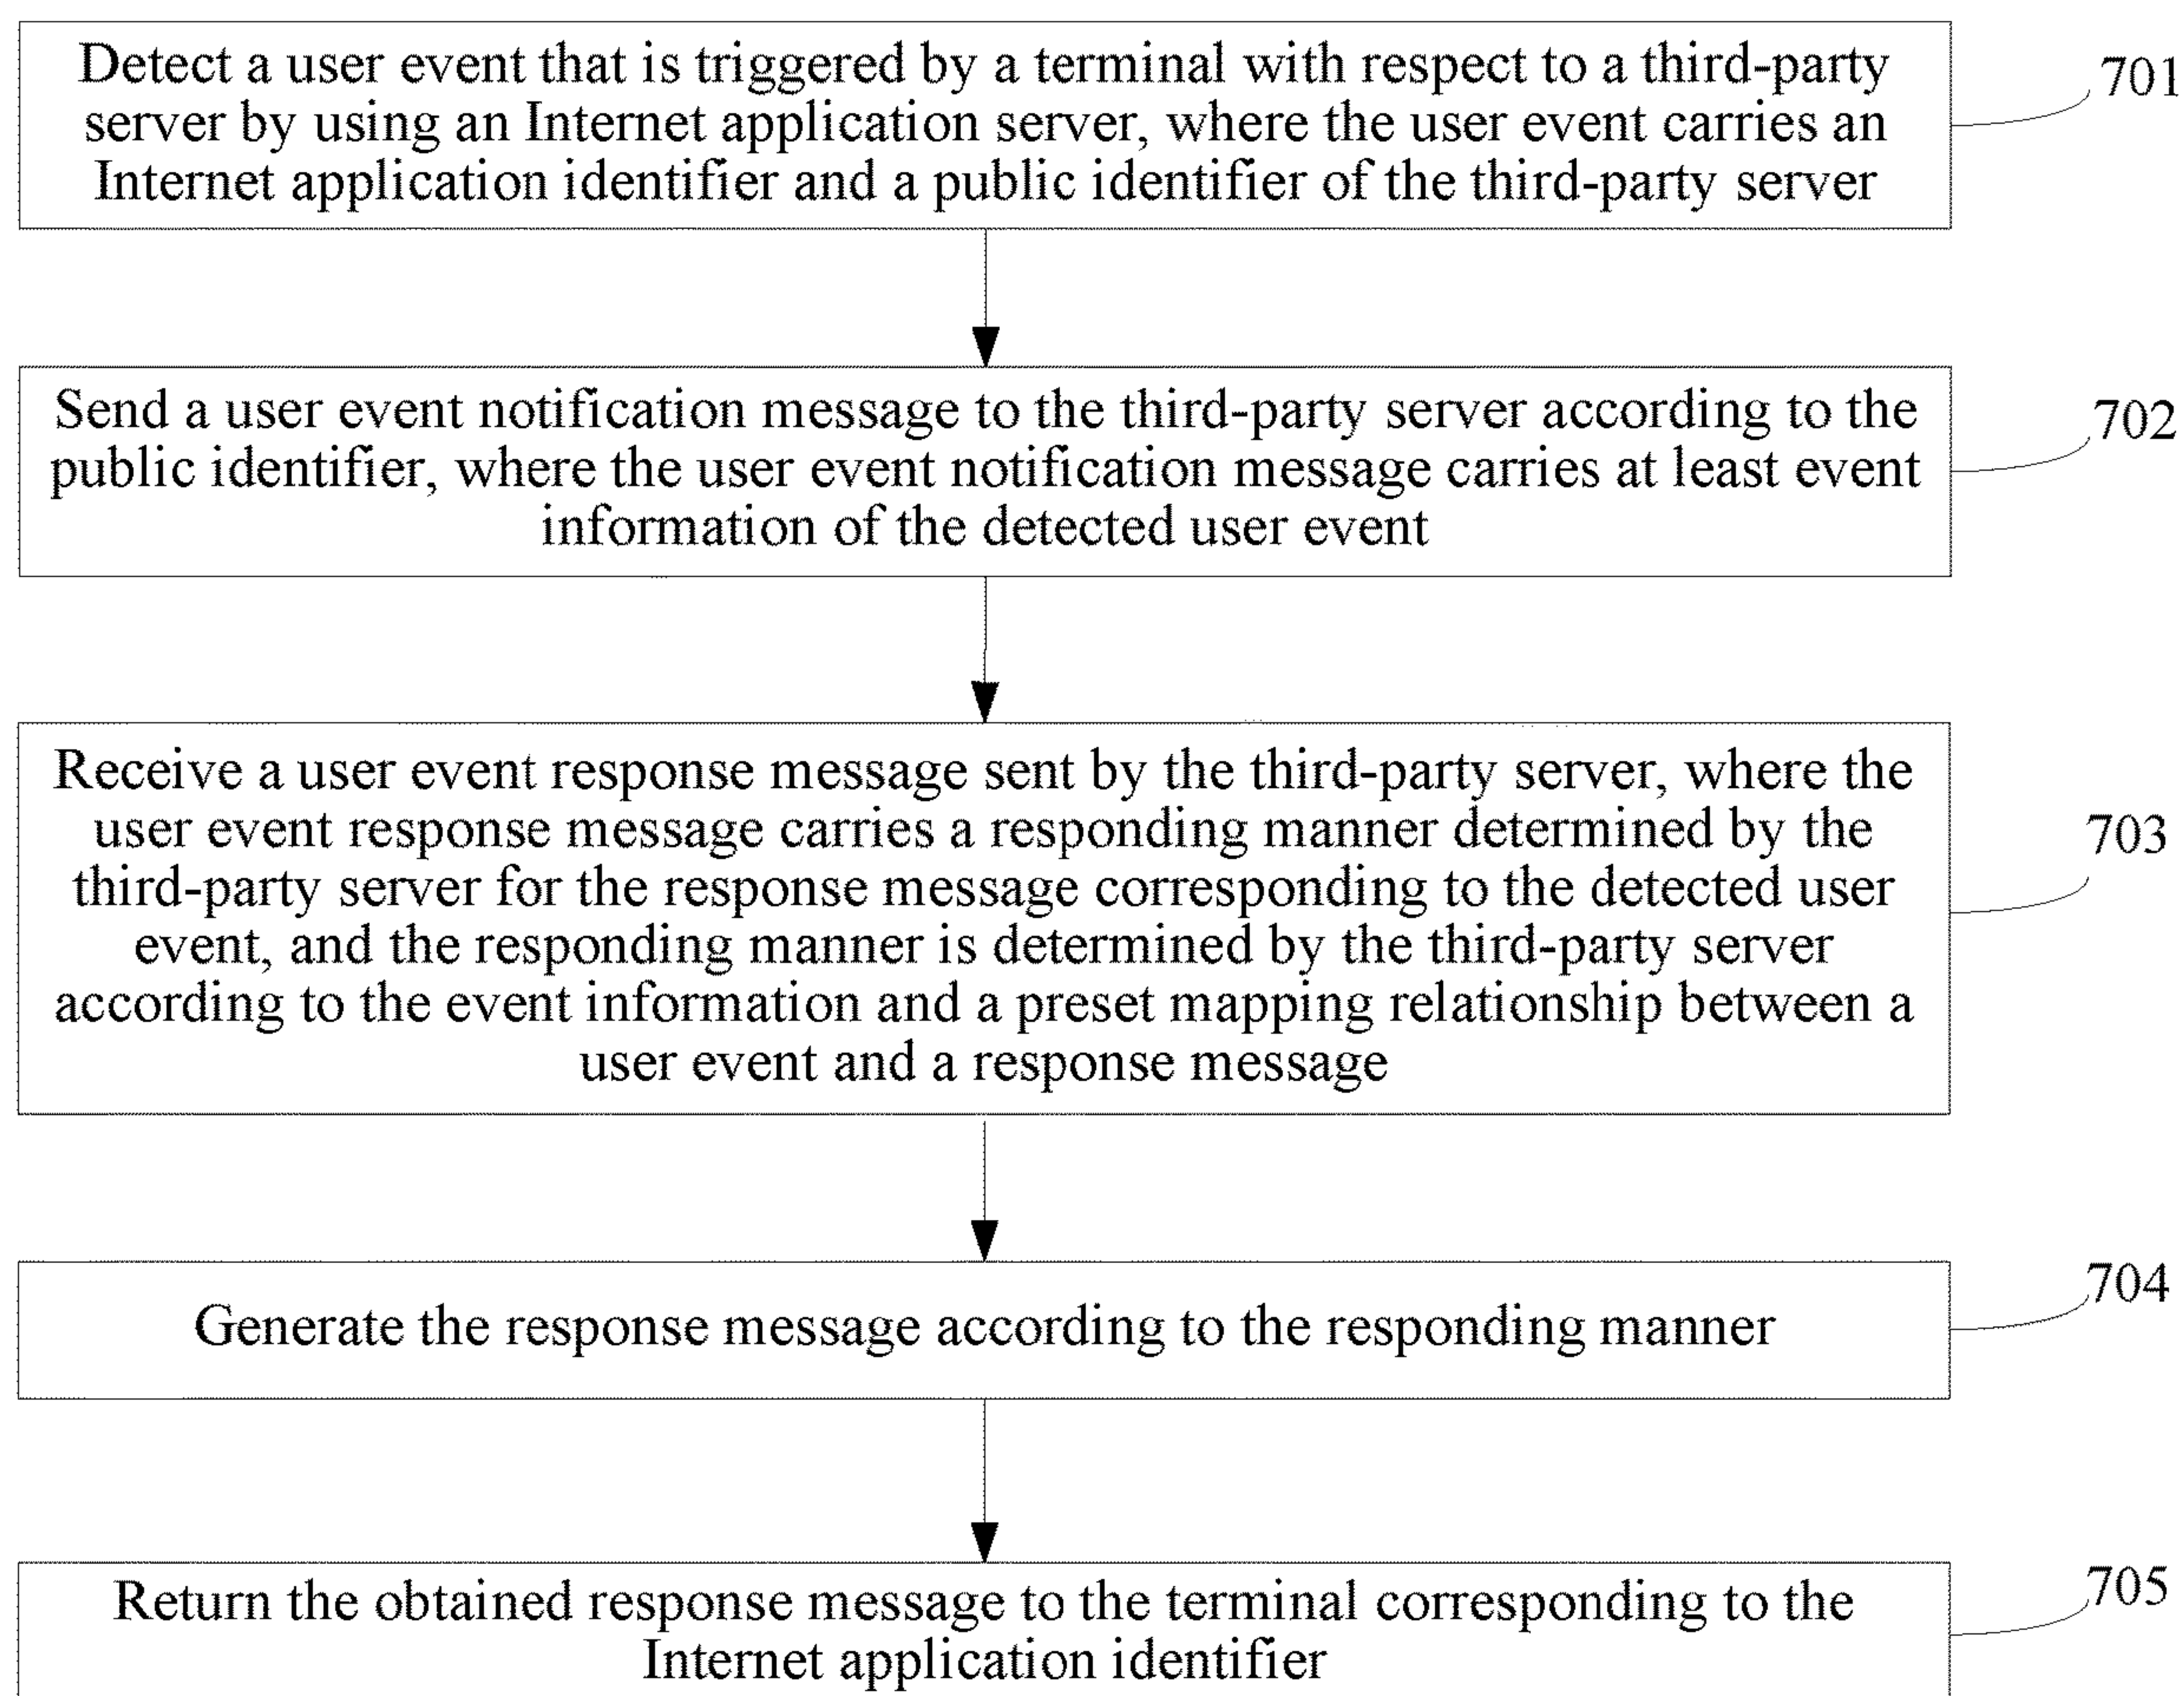 Detect a user event that is triggered by a terminal with respect to a third-party
server by using an Internet application server, where the user event carries an
Internet application identifier and a public identifier of the third-party server
701
Send a user event notification message to the third-party server according to the
public identifier, where the user event notification message carries at least event
information of the detected user event
702
Receive a user event response message sent by the third-party server, where the
user event response message carries a responding manner determined by the
third-party server for the response message corresponding to the detected user
event, and the responding manner is determined by the third-party server
according to the event information and a preset mapping relationship between a
user event and a response message
703
Generate the response message according to the responding manner
704
Return the obtained response message to the terminal corresponding to the
Internet application identifier
705